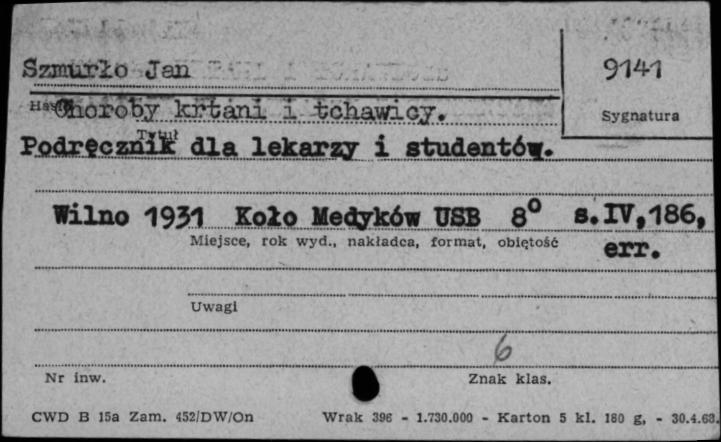 Szmurło Jan
9141
Hasło
Choroby krtani i tchawicy.
Sygnatura
Tytuł
Podręcznik dla lekarzy i studentów.
Wilno 1931 Koło Medyków USB 8° s.IV,186,
Miejsce, rok wyd., nakładca, format, obiętość
err.
Uwagi
6
Nr inw.
Znak klas.
CWD B 15a Zam. 452/DW/On
Wrak 396 - 1.730.000 - Karton 5 kl. 180 g, - 30.4.63.